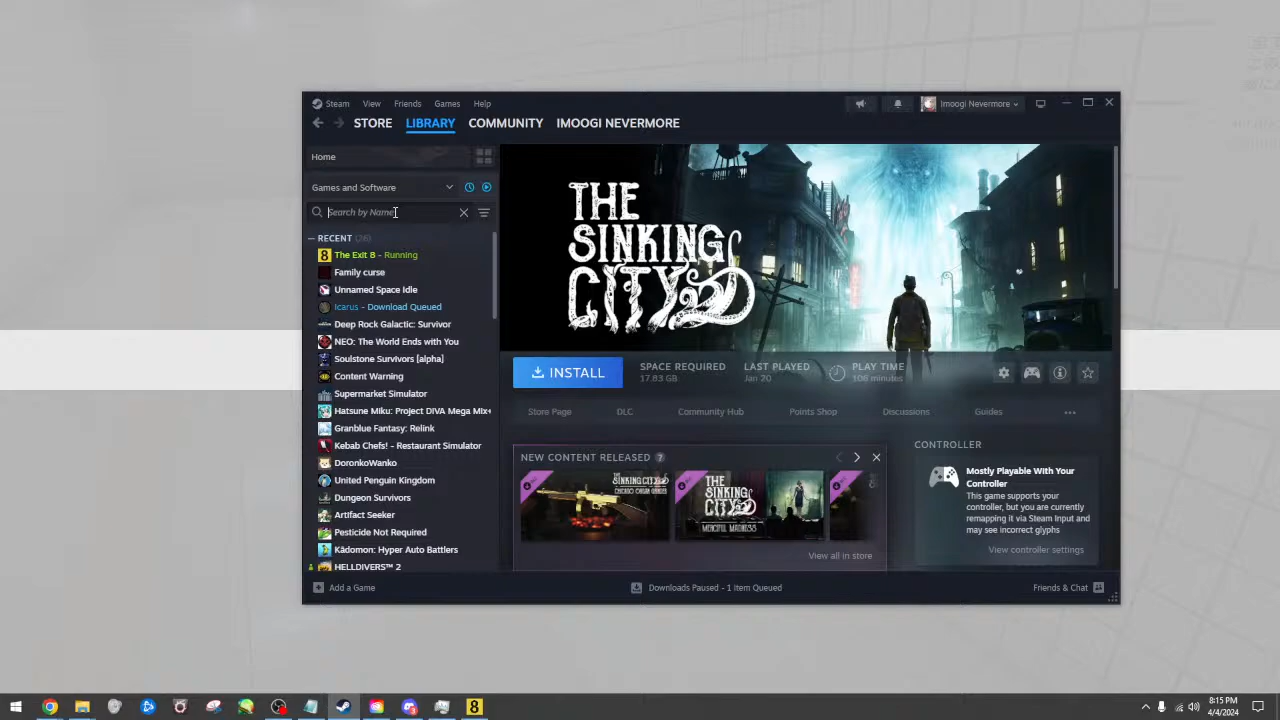 Steam View Friends Games Help
Imoogi Nevermore
STORE LIBRARY COMMUNITY IMOOGI NEVERMORE
Home
Games and Software
Search by Name
RECENT (26)
8 The Exit 8 - Running
Family curse
Unnamed Space Idle
Icarus - Download Queued
Deep Rock Galactic: Survivor
NEO: The World Ends with You
Soulstone Survivors [alpha]
Content Warning
Supermarket Simulator
Hatsune Miku: Project DIVA Mega Mix+
Granblue Fantasy: Relink
Kebab Chefs! - Restaurant Simulator
DoronkoWanko
United Penguin Kingdom
Dungeon Survivors
Artifact Seeker
Pesticide Not Required
Kādomon: Hyper Auto Battlers
HELLDIVERS™ 2
THE
SINKING
CITY
INSTALL
SPACE REQUIRED
17.83 GB
LAST PLAYED
Jan 20
PLAY TIME
106 minutes
Store Page DLC Community Hub Points Shop Discussions Guides
NEW CONTENT RELEASED ?
THE
SINKING
CITY
MERCIFUL MADNESS
View all in store
CONTROLLER
Mostly Playable With Your
Controller
This game supports your
controller, but you are currently
remapping it via Steam Input and
may see incorrect glyphs
View controller settings
Add a Game
Downloads Paused - 1 Item Queued
Friends & Chat
8
8:15 PM
4/4/2024